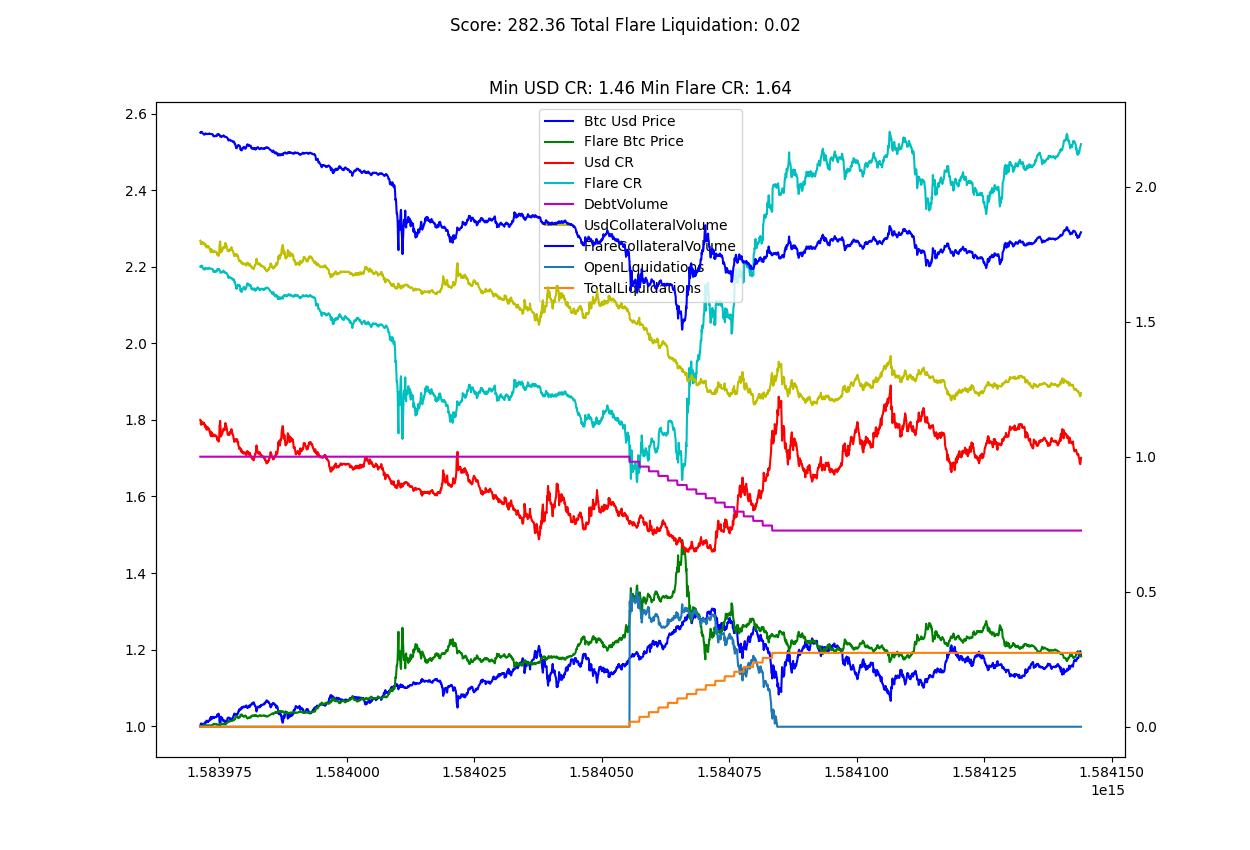 Score: 282.36 Total Flare Liquidation: 0.02
Min USD CR: 1.46 Min Flare CR: 1.64
2.6
2.4
2.2
2.0
1.8
1.6
1.4
1.2
1.0
Btc Usd Price
Flare Btc Price
Usd CR
Flare CR
DebtVolume
UsdCollateralVolume
FlareCollateralVolume
OpenLiquidations
TotalLiquidations
2.0
1.5
1.0
0.5
0.0
1.583975 1.584000 1.584025 1.584050 1.584075 1.584100 1.584125 1.584150
1e15